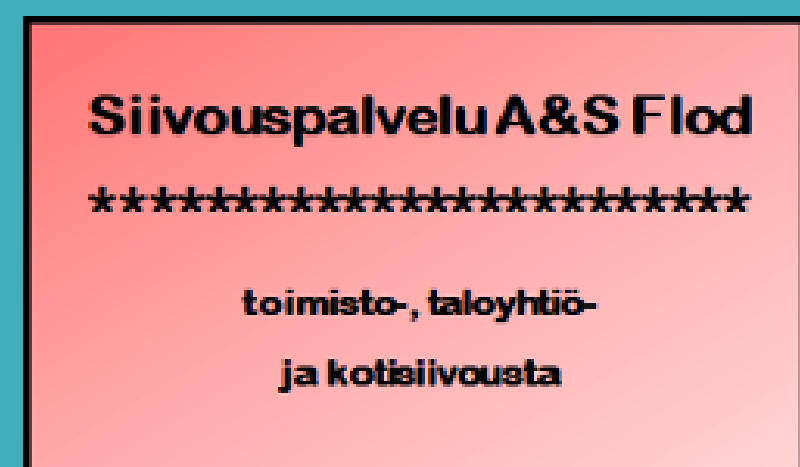 Siivouspalvelu A&S Flod
*************************
toimisto-, taloyhtiö-
ja kotisiivousta